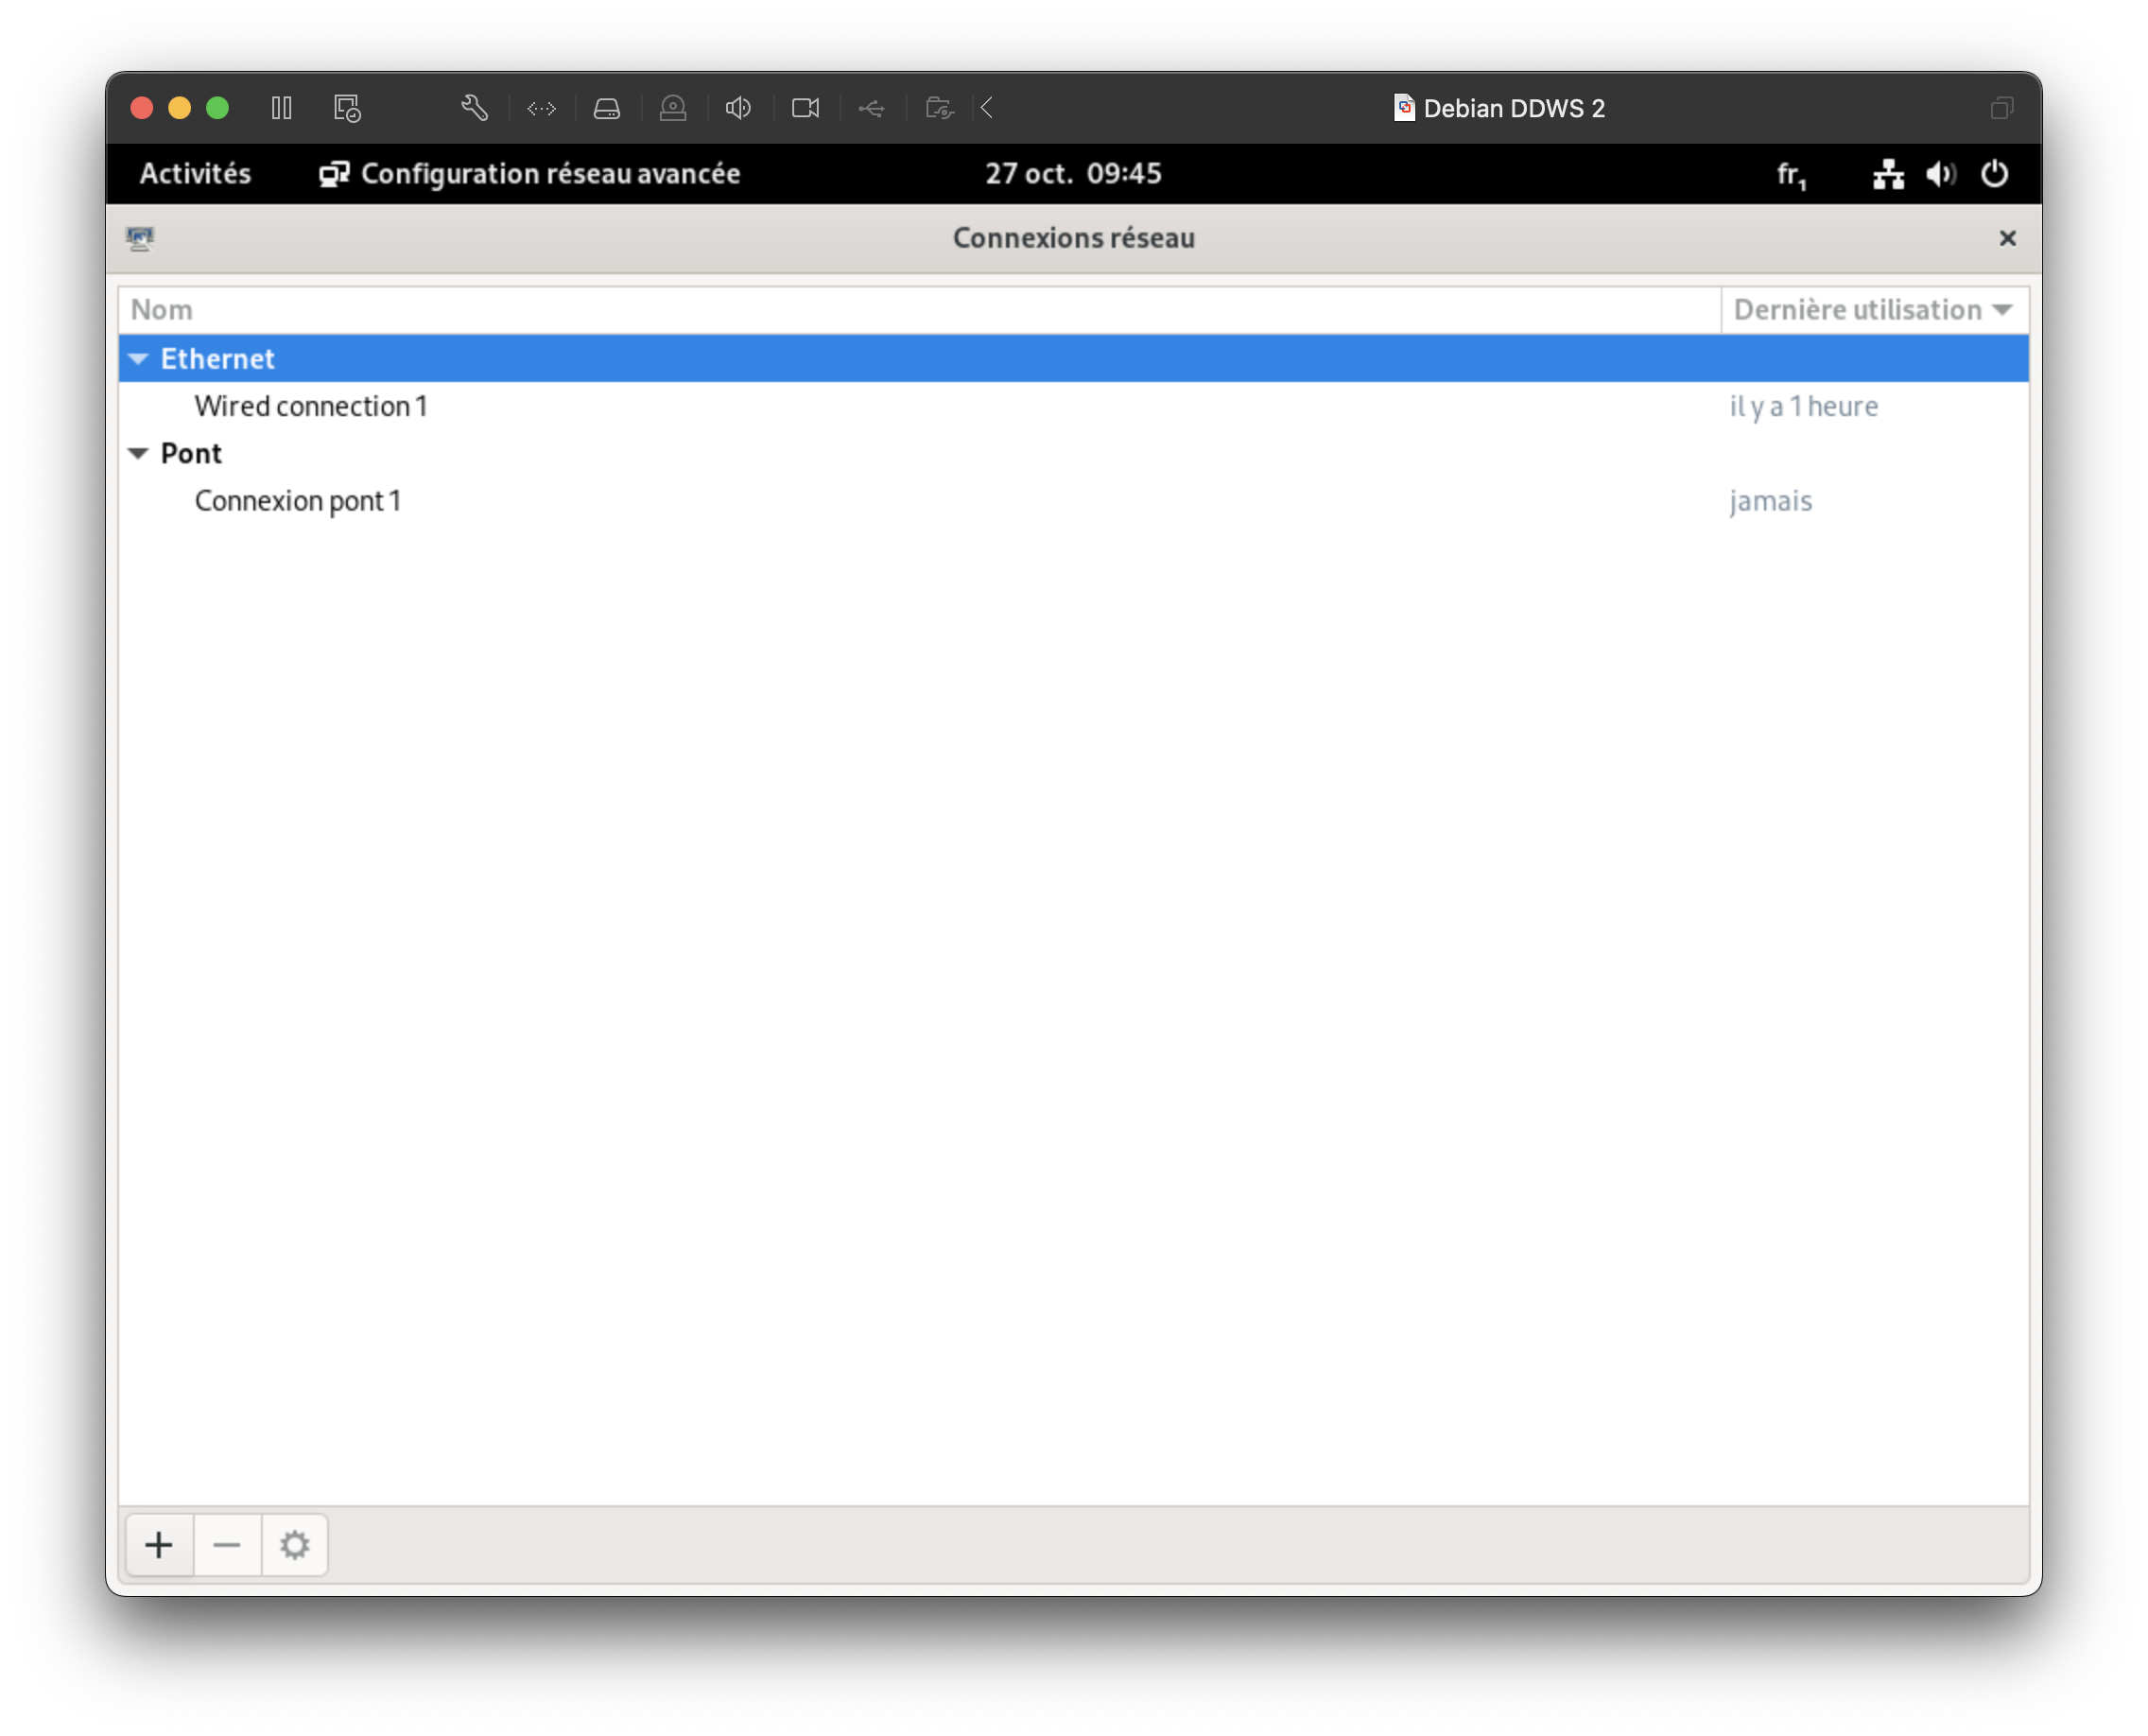 Debian DDWS 2
Activités Configuration réseau avancée 27 oct. 09:45 fr1
Connexions réseau
Nom Dernière utilisation
Ethernet
Wired connection 1 il y a 1 heure
Pont
Connexion pont 1 jamais